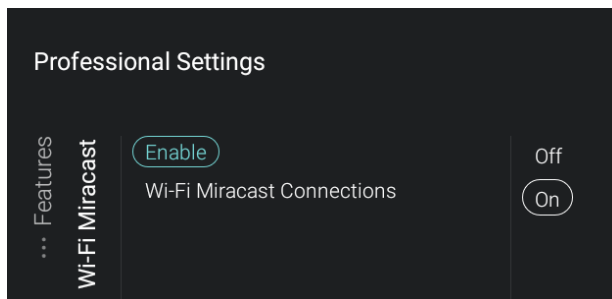 Professional Settings
... Features
Wi-Fi Miracast
Enable
Wi-Fi Miracast Connections
Off
On